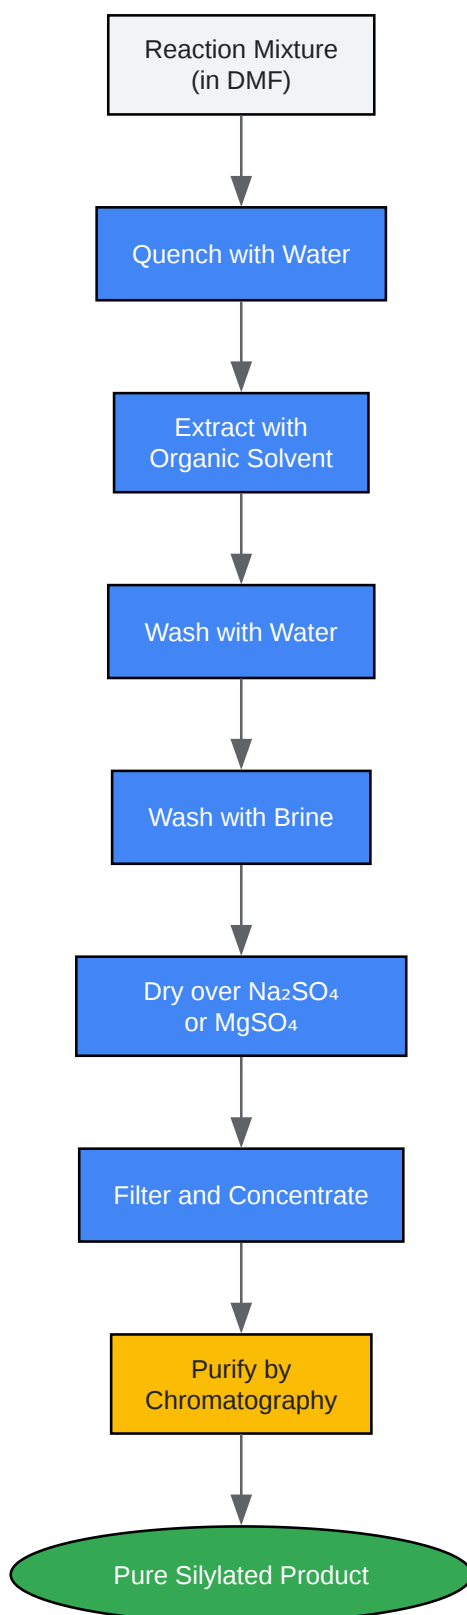 Reaction Mixture
(in DMF)
Quench with Water
Extract with
Organic Solvent
Wash with Water
Wash with Brine
Dry over Na₂SO₄
or MgSO₄
Filter and Concentrate
Purify by
Chromatography
Pure Silylated Product